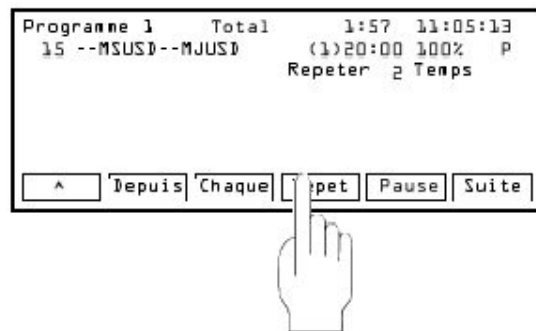 Programme 1 Total 1:57 11:05:13
15 --MSUSD--MJUSD (1)20:00 100% P
Repeter 2 Temps
^ Depuis Chaque Pause Suite